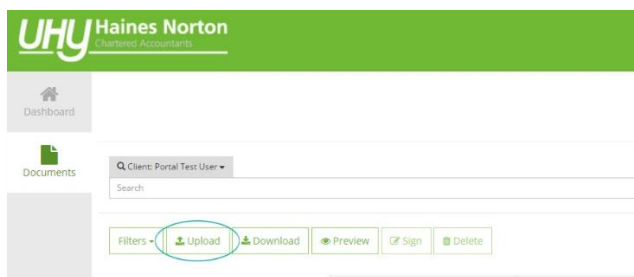 UHY Haines Norton
Chartered Accountants
Dashboard
Documents
Client: Portal Test User
Search
Filters Upload Download Preview Sign Delete